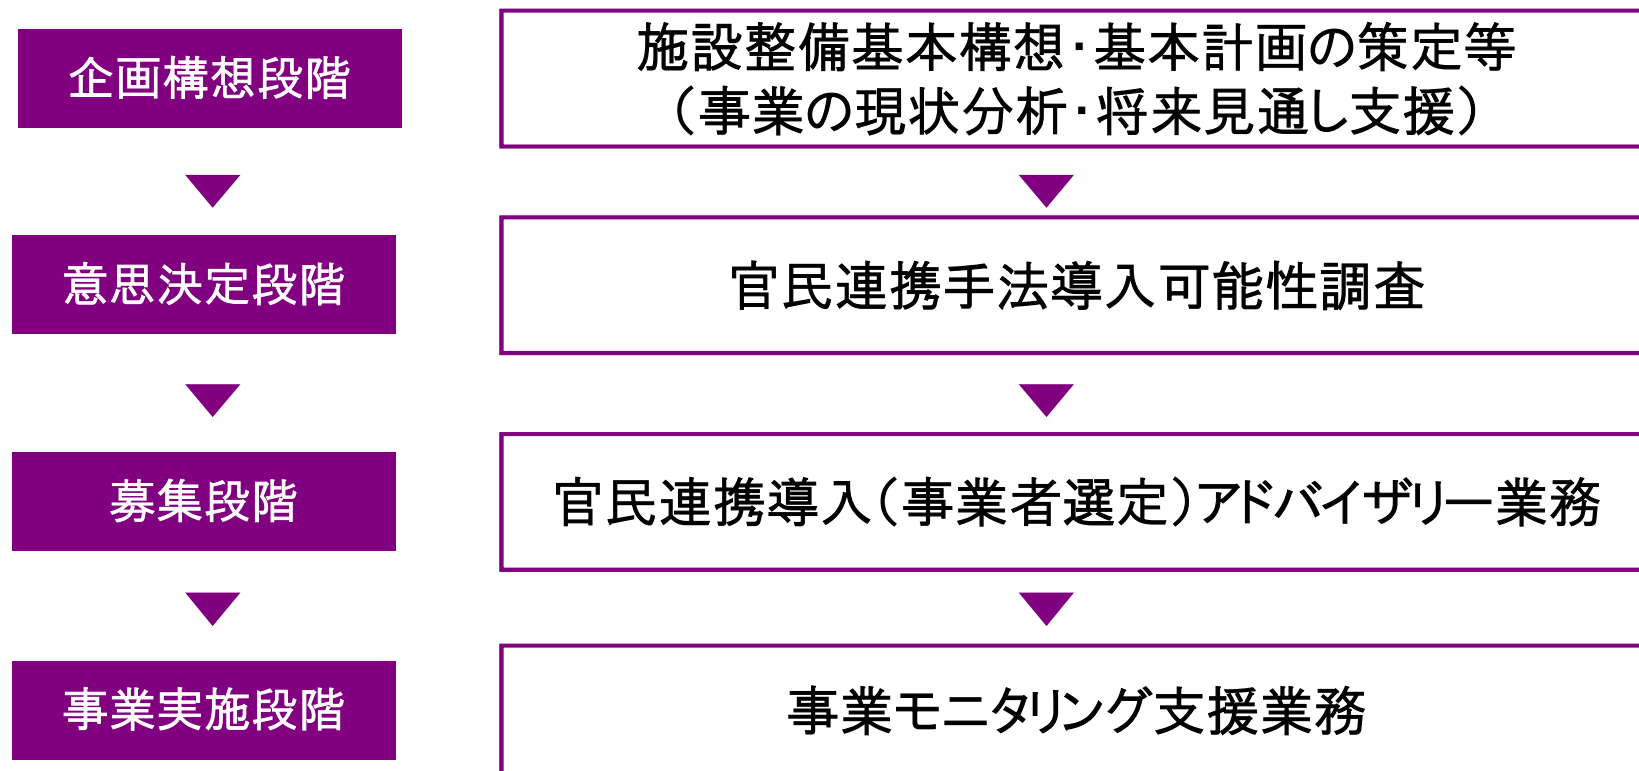 企画構想段階
施設整備基本構想・基本計画の策定等
（事業の現状分析・将来見通し支援）
意思決定段階
官民連携手法導入可能性調査
募集段階
官民連携導入（事業者選定）アドバイザリー業務
事業実施段階
事業モニタリング支援業務